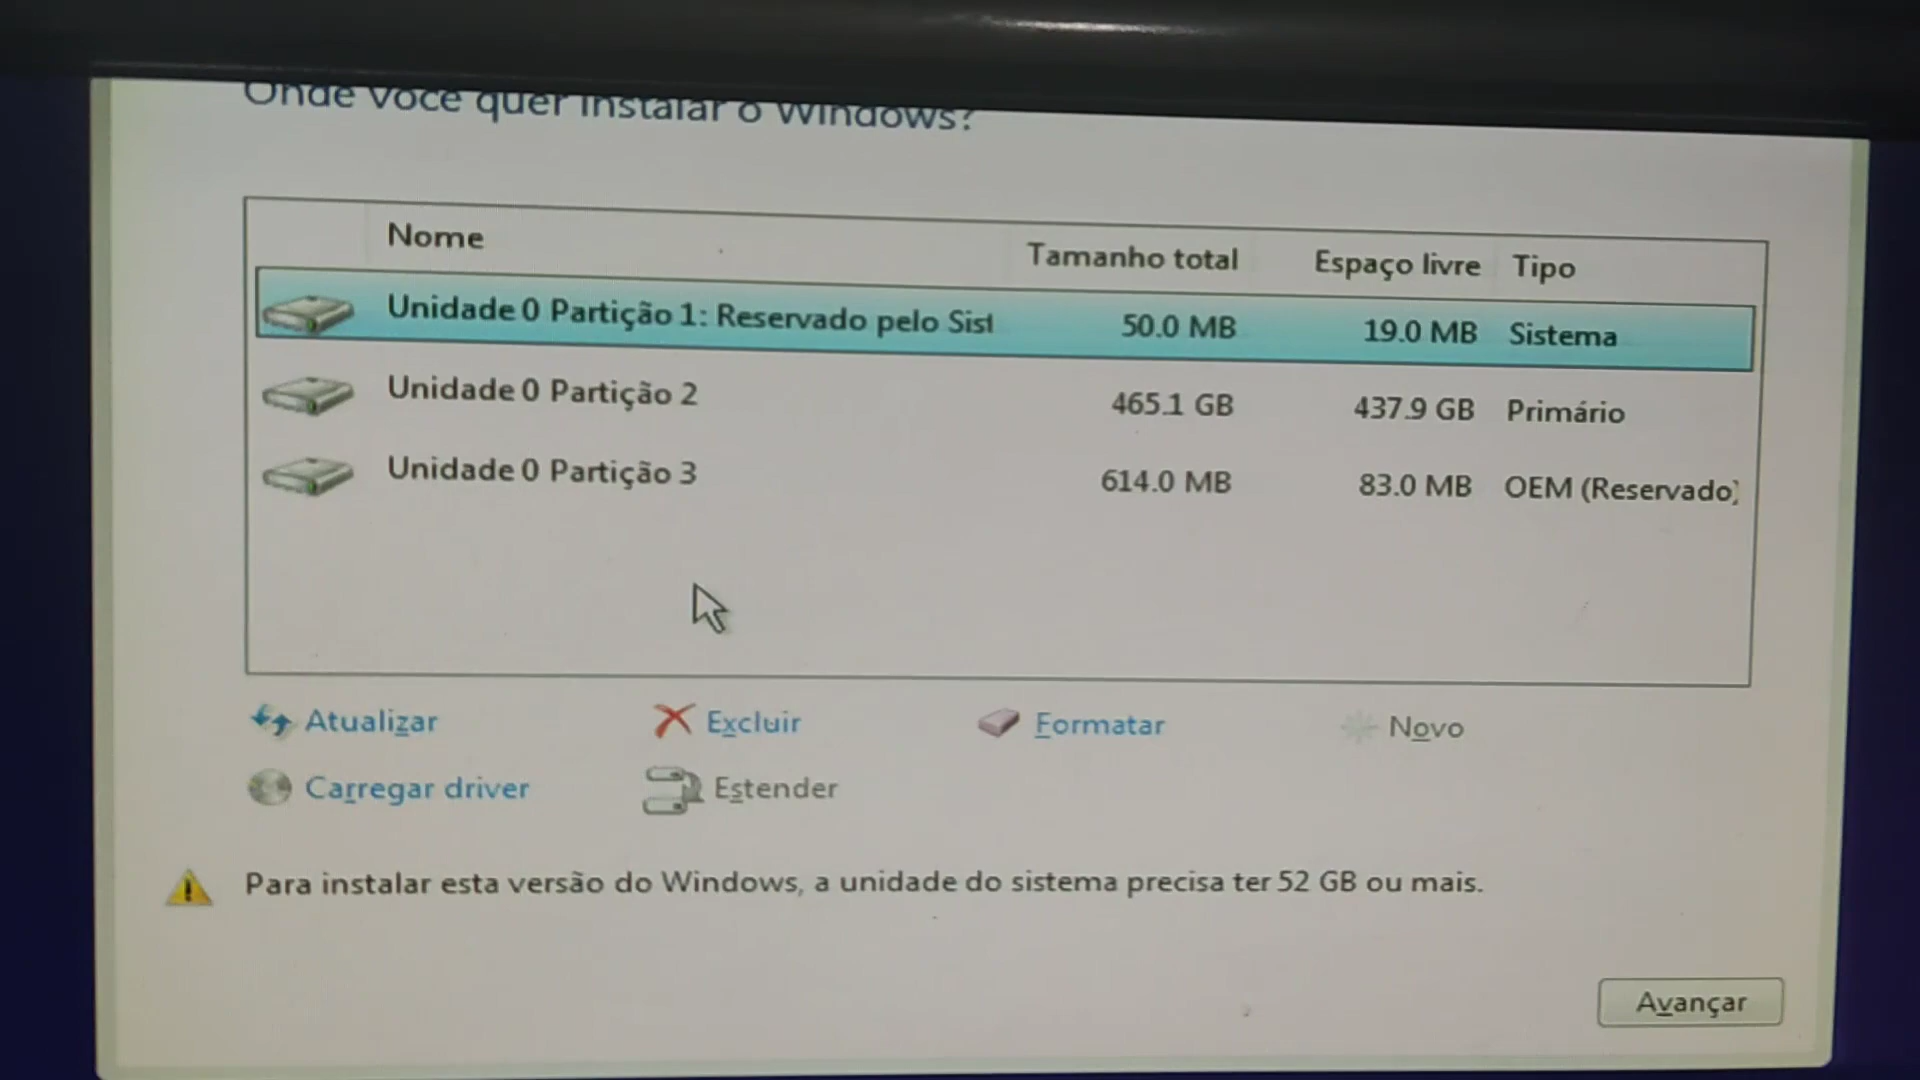 Onde você quer instalar o Windows?
Nome Tamanho total Espaço livre Tipo
Unidade 0 Partição 1: Reservado pelo Sist 50.0 MB 19.0 MB Sistema
Unidade 0 Partição 2 465.1 GB 437.9 GB Primário
Unidade 0 Partição 3 614.0 MB 83.0 MB OEM (Reservado)
Atualizar Excluir Formatar Novo
Carregar driver Estender
Para instalar esta versão do Windows, a unidade do sistema precisa ter 52 GB ou mais.
Avançar